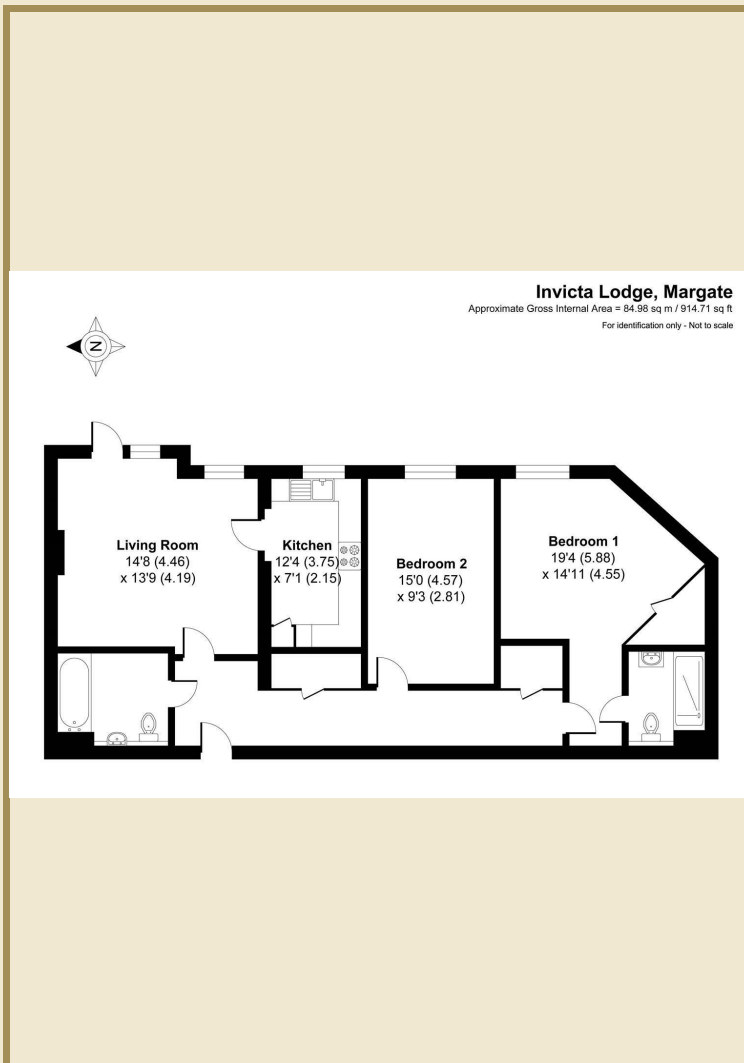 Invicta Lodge, Margate
Approximate Gross Internal Area = 84.98 sq m / 914.71 sq ft
For identification only - Not to scale
N
Living Room
14'8 (4.46)
x 13'9 (4.19)
Kitchen
12'4 (3.75)
x 7'1 (2.15)
Bedroom 2
15'0 (4.57)
x 9'3 (2.81)
Bedroom 1
19'4 (5.88)
x 14'11 (4.55)